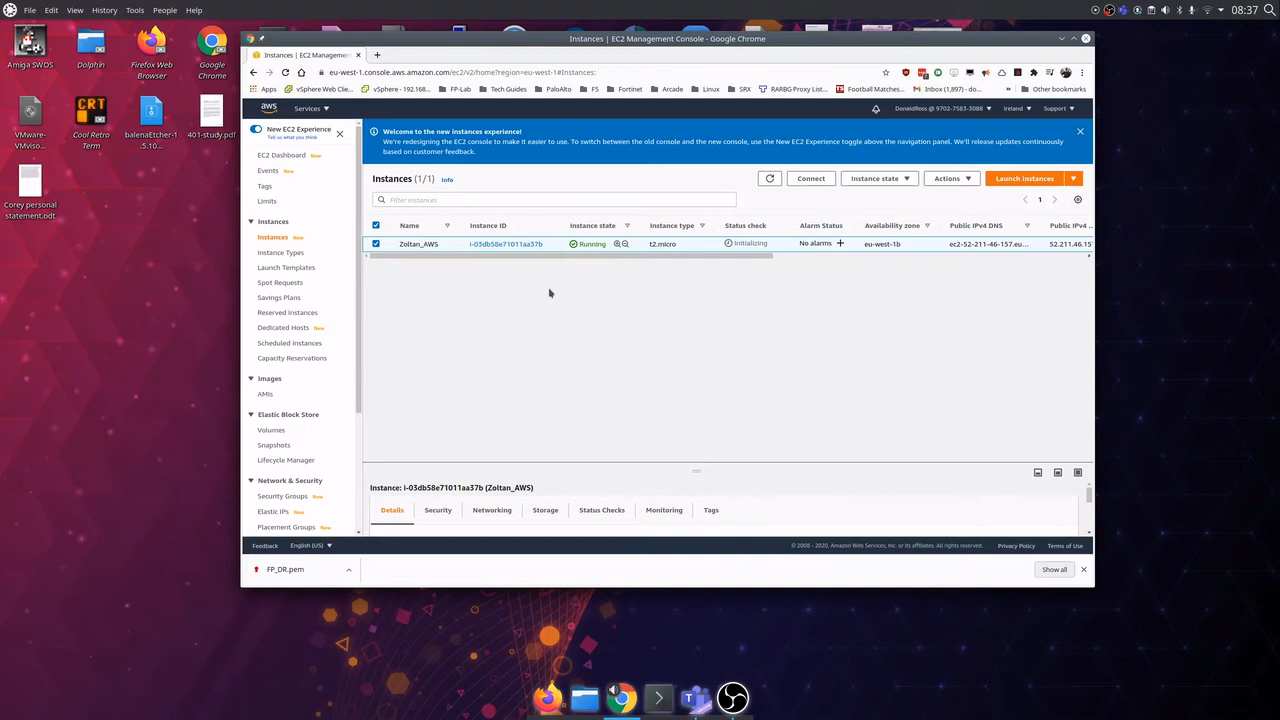 File Edit View History Tools People Help
08:37
Amiga SWOS
Dolphin
Firefox Web Browser
Google Chrome
VMware-VMviso...
Cool Retro Term
balenaEtcher-1.5.10...
401-study.pdf
Corey personal statement.odt
Instances | EC2 Management Console - Google Chrome
Instances | EC2 Managemen
eu-west-1.console.aws.amazon.com/ec2/v2/home?region=eu-west-1#Instances:
Apps vSphere Web Clie... vSphere - 192.168... FP-Lab Tech Guides PaloAlto F5 Fortinet Arcade Linux SRX RARBG Proxy List... Football Matches... Inbox (1,897) - do... Other bookmarks
aws Services DonaldRoss @ 9702-7583-3088 Ireland Support
New EC2 Experience
Tell us what you think
EC2 Dashboard New
Events New
Tags
Limits
Instances
Instances New
Instance Types
Launch Templates
Spot Requests
Savings Plans
Reserved Instances
Dedicated Hosts New
Scheduled Instances
Capacity Reservations
Images
AMIs
Elastic Block Store
Volumes
Snapshots
Lifecycle Manager
Network & Security
Security Groups New
Elastic IPs New
Placement Groups New
Welcome to the new instances experience!
We're redesigning the EC2 console to make it easier to use. To switch between the old console and the new console, use the New EC2 Experience toggle above the navigation panel. We'll release updates continuously
based on customer feedback.
Instances (1/1) Info
Connect Instance state Actions Launch instances
Filter instances
1
Name Instance ID Instance state Instance type Status check Alarm Status Availability zone Public IPv4 DNS Public IPv4
Zoltan_AWS i-03db58e71011aa37b Running t2.micro Initializing No alarms eu-west-1b ec2-52-211-46-157.eu... 52.211.46.15
Instance: i-03db58e71011aa37b (Zoltan_AWS)
Details Security Networking Storage Status Checks Monitoring Tags
Feedback English (US) © 2008 - 2020, Amazon Web Services, Inc. or its affiliates. All rights reserved. Privacy Policy Terms of Use
FP_DR.pem
Show all